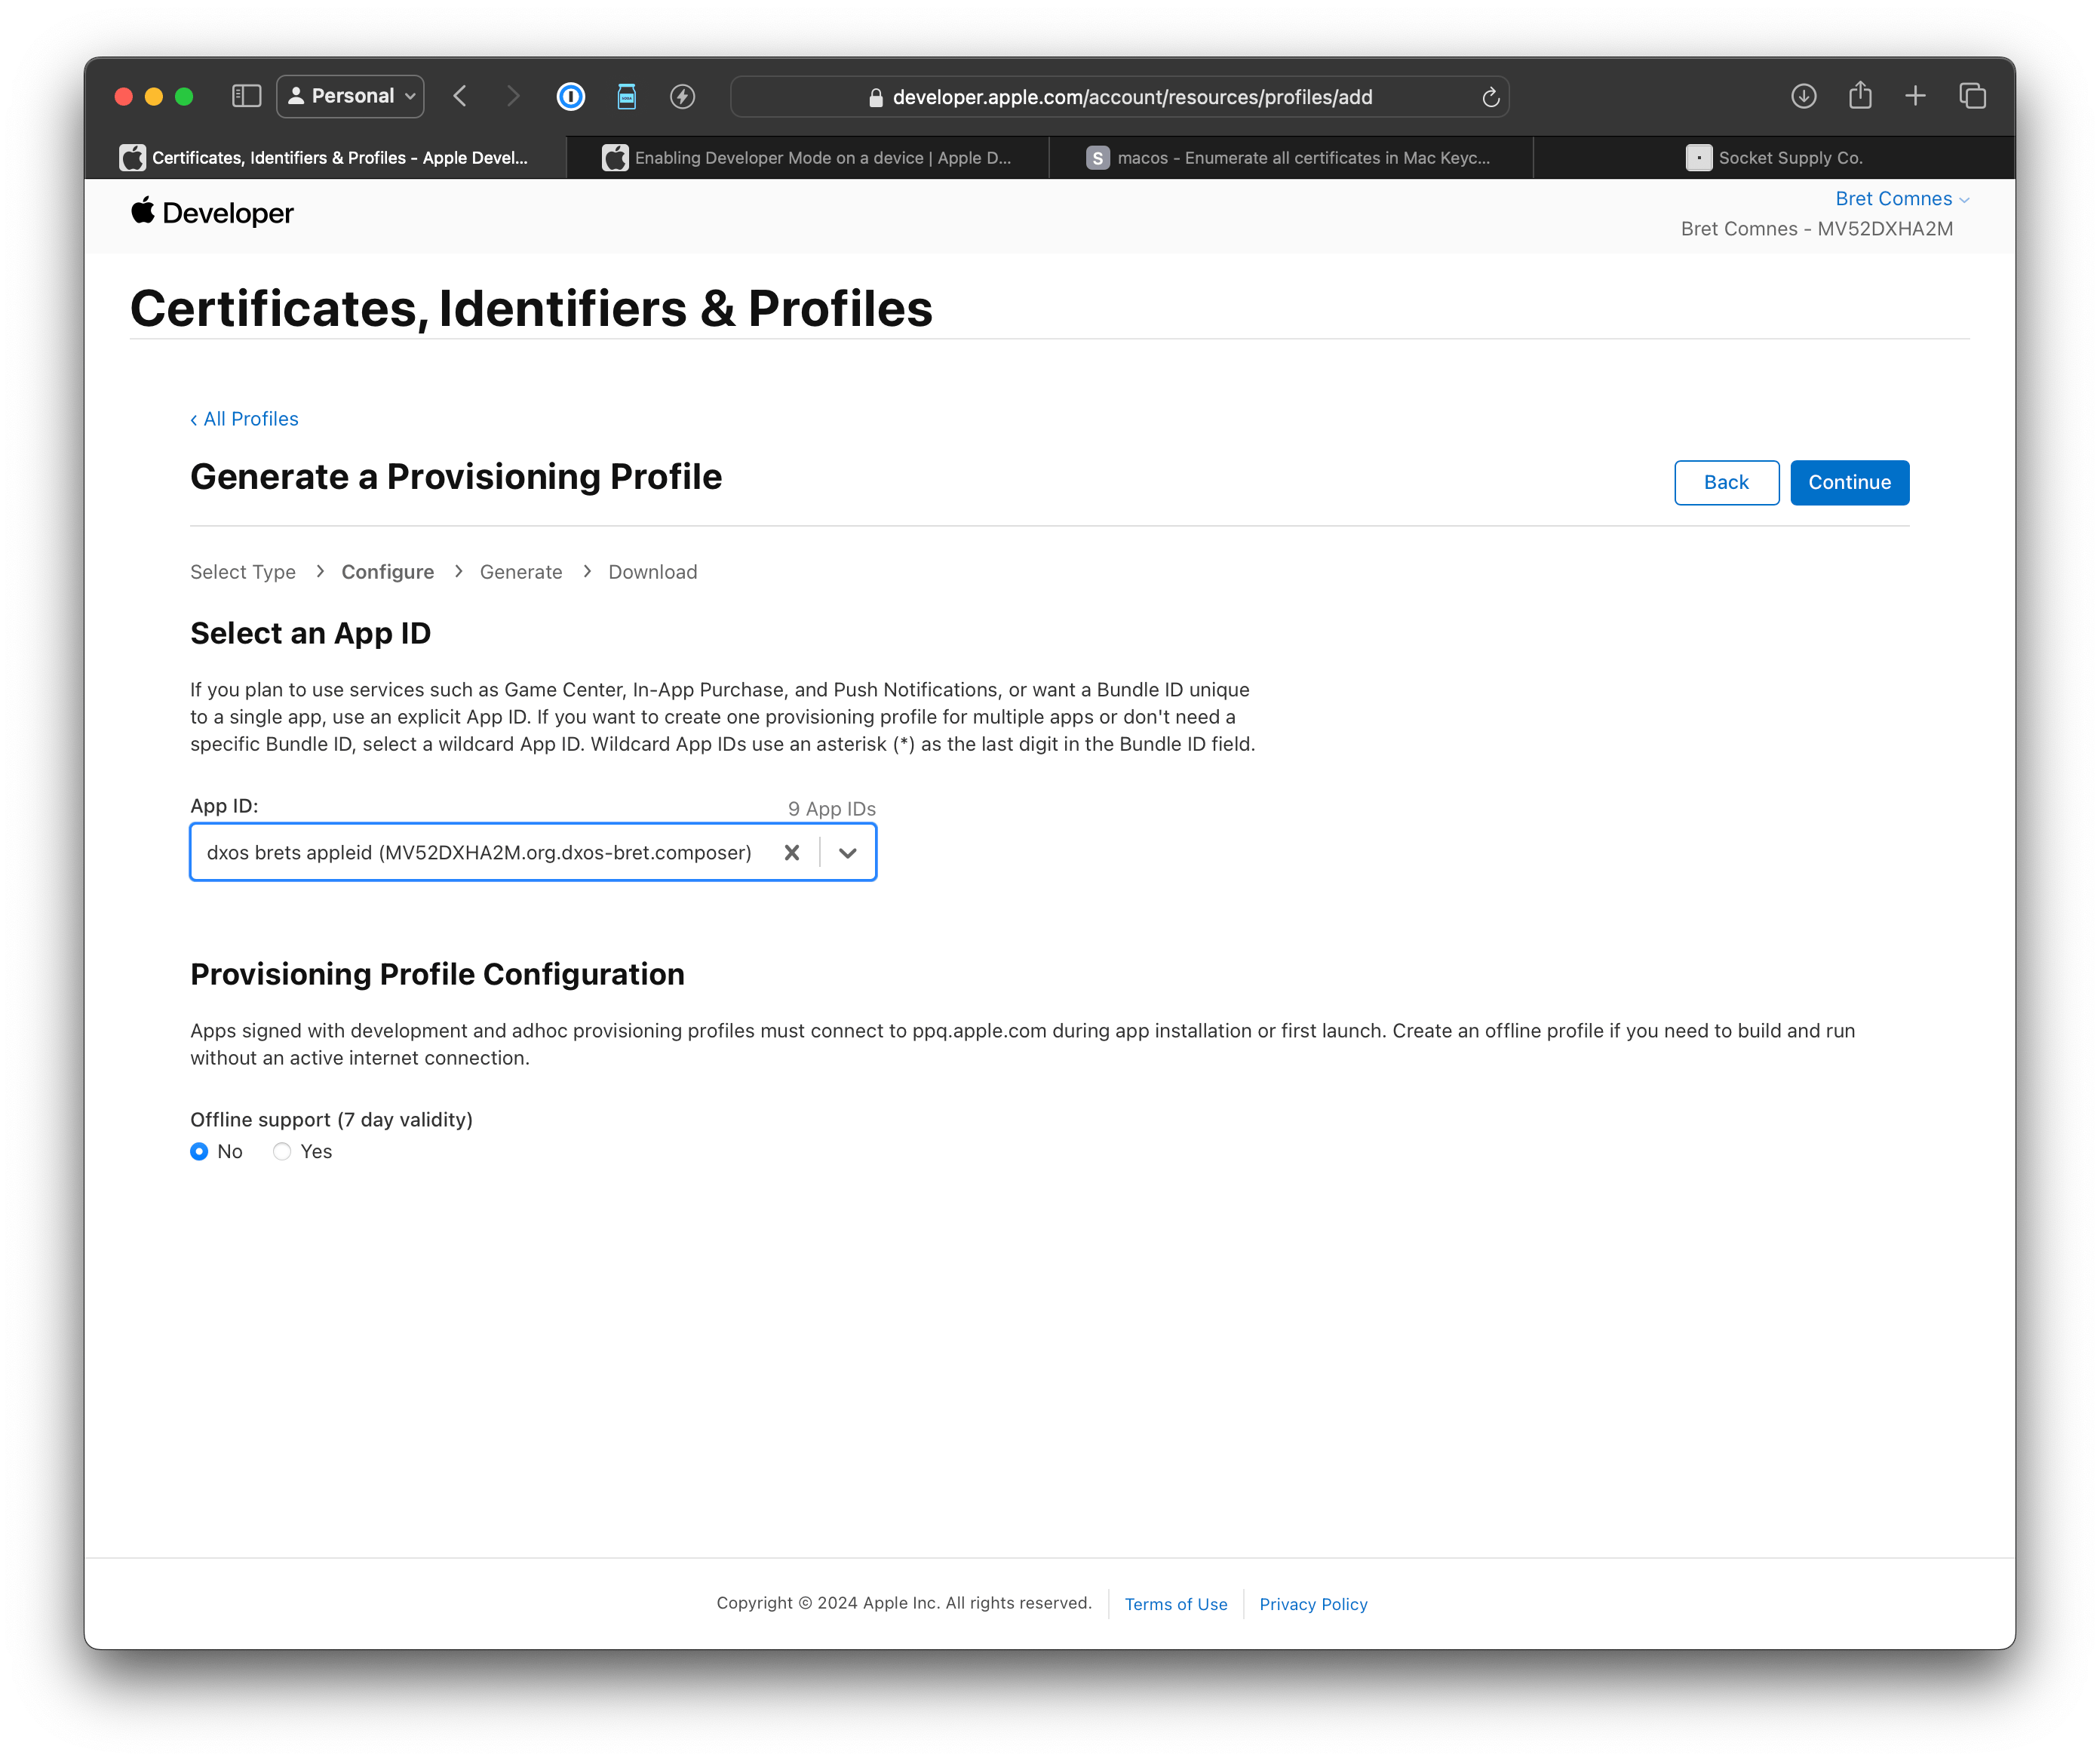 Personal
developer.apple.com/account/resources/profiles/add
Certificates, Identifiers & Profiles - Apple Devel...
Enabling Developer Mode on a device | Apple D...
S macos - Enumerate all certificates in Mac Keyc...
Socket Supply Co.
Developer
Bret Comnes
Bret Comnes - MV52DXHA2M
Certificates, Identifiers & Profiles
‹ All Profiles
Generate a Provisioning Profile
Back
Continue
Select Type > Configure > Generate > Download
Select an App ID
If you plan to use services such as Game Center, In-App Purchase, and Push Notifications, or want a Bundle ID unique
to a single app, use an explicit App ID. If you want to create one provisioning profile for multiple apps or don't need a
specific Bundle ID, select a wildcard App ID. Wildcard App IDs use an asterisk (*) as the last digit in the Bundle ID field.
App ID:
9 App IDs
dxos brets appleid (MV52DXHA2M.org.dxos-bret.composer)
Provisioning Profile Configuration
Apps signed with development and adhoc provisioning profiles must connect to ppq.apple.com during app installation or first launch. Create an offline profile if you need to build and run
without an active internet connection.
Offline support (7 day validity)
No
Yes
Copyright © 2024 Apple Inc. All rights reserved.
Terms of Use
Privacy Policy